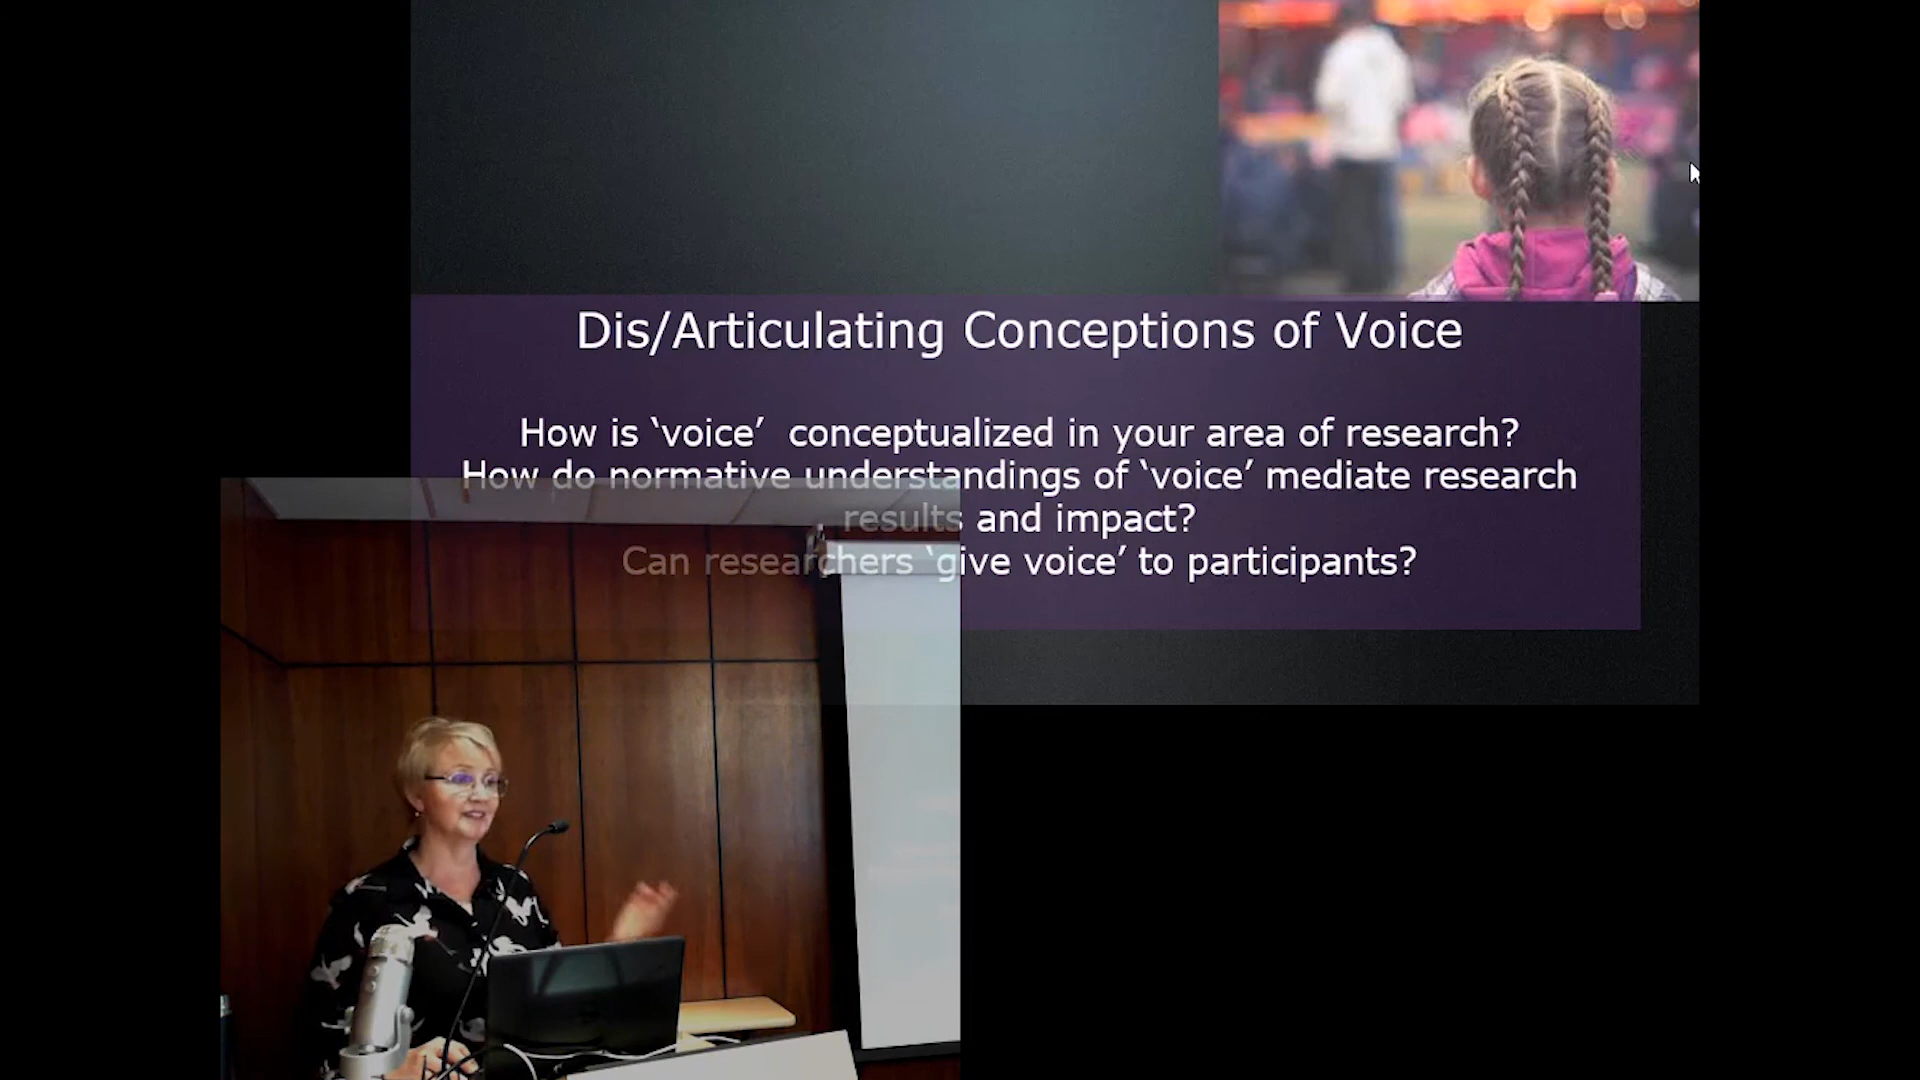 Dis/Articulating Conceptions of Voice
How is ‘voice’ conceptualized in your area of research?
How do normative understandings of ‘voice’ mediate research
results and impact?
Can researchers ‘give voice’ to participants?